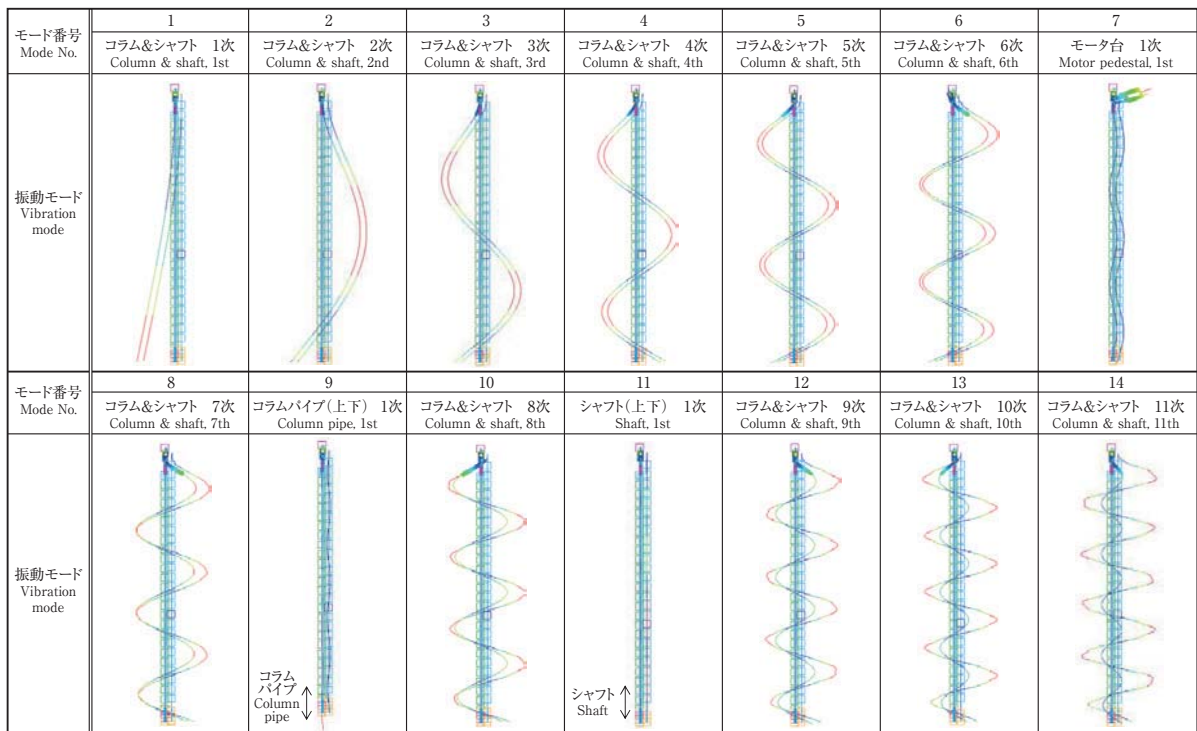 モード番号
Mode No.
1
2
3
4
5
6
7
コラム&シャフト 1次
Column & shaft, 1st
コラム&シャフト 2次
Column & shaft, 2nd
コラム&シャフト 3次
Column & shaft, 3rd
コラム&シャフト 4次
Column & shaft, 4th
コラム&シャフト 5次
Column & shaft, 5th
コラム&シャフト 6次
Column & shaft, 6th
モータ台 1次
Motor pedestal, 1st
振動モード
Vibration
mode
モード番号
Mode No.
8
9
10
11
12
13
14
コラム&シャフト 7次
Column & shaft, 7th
コラムパイプ(上下) 1次
Column pipe, 1st
コラム&シャフト 8次
Column & shaft, 8th
シャフト(上下) 1次
Shaft, 1st
コラム&シャフト 9次
Column & shaft, 9th
コラム&シャフト 10次
Column & shaft, 10th
コラム&シャフト 11次
Column & shaft, 11th
振動モード
Vibration
mode
コラム
パイプ
Column
pipe
シャフト
Shaft